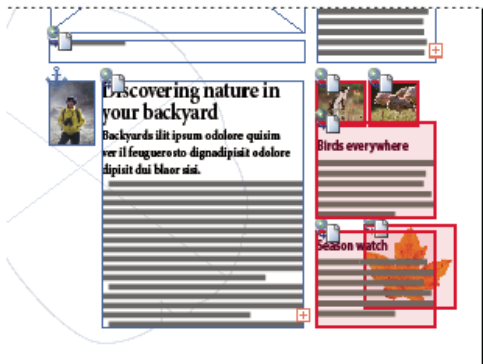 Discovering nature in
your backyard
Backyards ilit ipsum odolore quisim
ver il feuguerosto dignadipisit odolore
dipisit dui blaor sisi.
Birds everywhere
Season watch